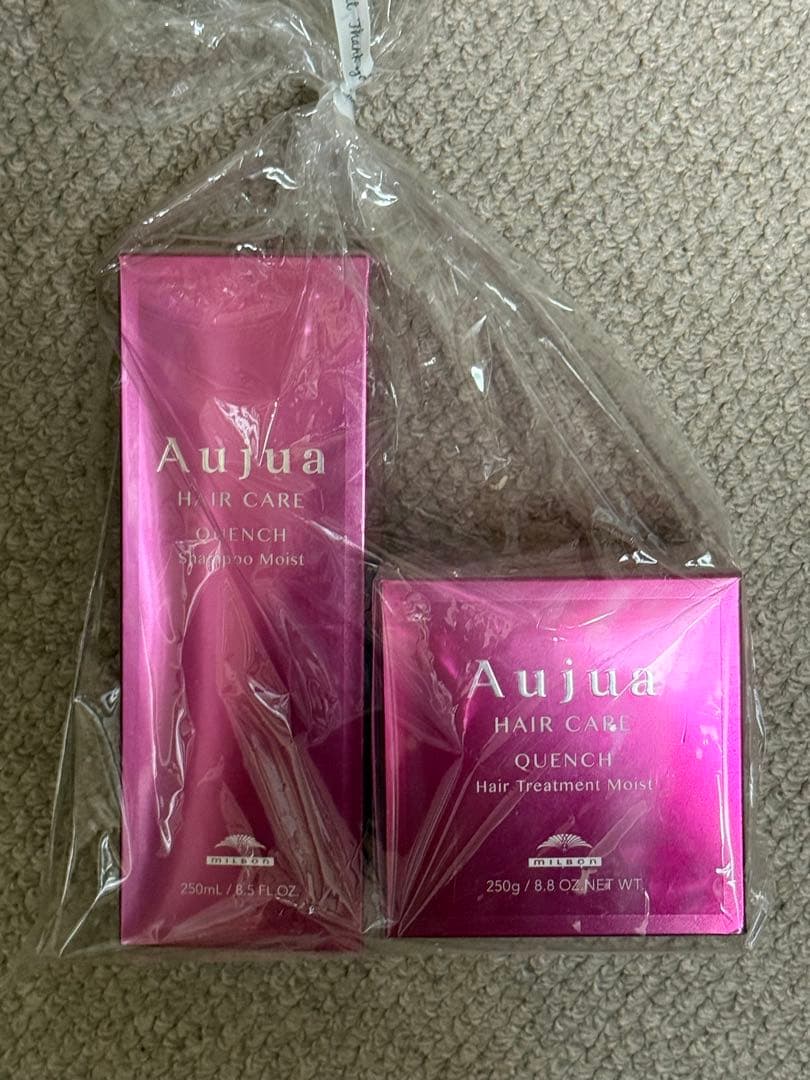 Thank
Aujua
HAIR CARE
QUENCH
Shampoo Moist
MILBON
250mL / 8.5 FL.OZ.
Aujua
HAIR CARE
QUENCH
Hair Treatment Moist
MILBON
250g / 8.8 OZ.NET WT.